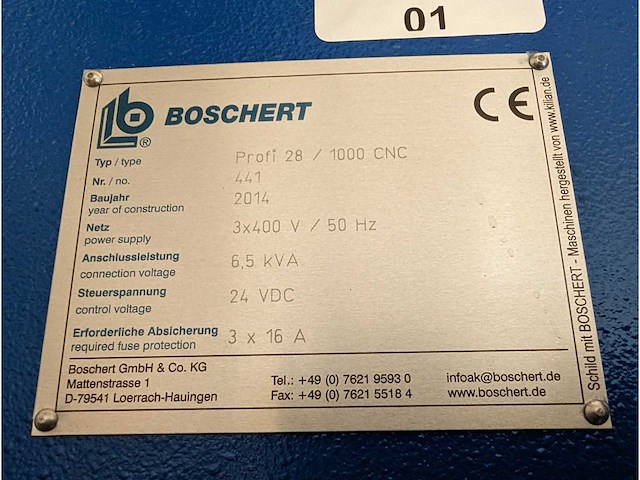 01
lb
®
BOSCHERT
CE
Typ / type Profi 28 / 1000 CNC
Nr. / no. 441
Baujahr 2014
year of construction
Netz 3x400 V / 50 Hz
power supply
Anschlussleistung 6,5 kVA
connection voltage
Steuerspannung 24 VDC
control voltage
Erforderliche Absicherung 3 x 16 A
required fuse protection
Boschert GmbH & Co. KG
Mattenstrasse 1 Tel.: +49 (0) 7621 9593 0 infoak@boschert.de
D-79541 Loerrach-Hauingen Fax: +49 (0) 7621 5518 4 www.boschert.de
Schild mit BOSCHERT - Maschinen hergestellt von www.kilian.de